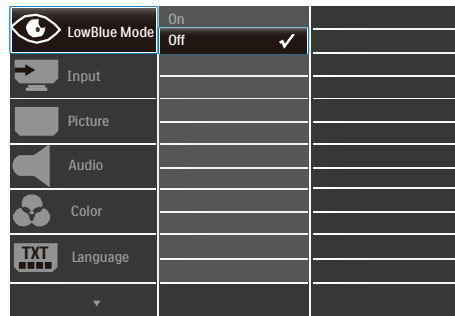 LowBlue Mode
On
Off
Input
Picture
Audio
Color
TXT
Language